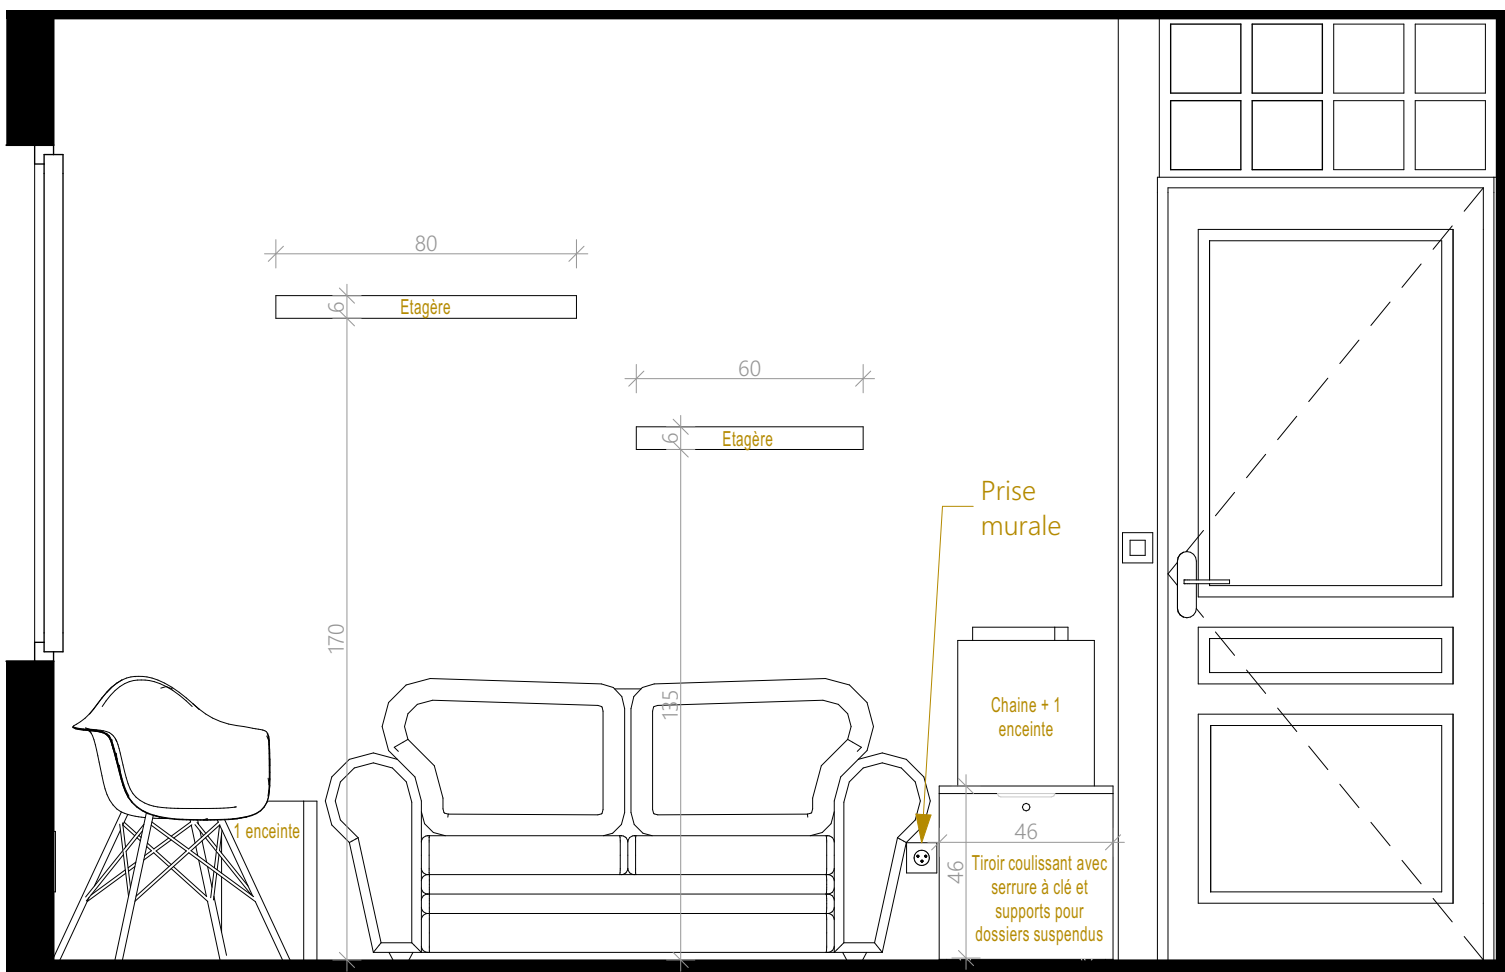 80
6
Etagère
60
6
Etagère
Prise
murale
170
135
Chaine + 1
enceinte
1 enceinte
46
46
Tiroir coulissant avec
serrure à clé et
supports pour
dossiers suspendus